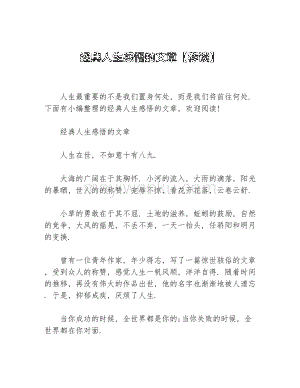 经典人生感悟的文章【荐读】
人生最重要的不是我们置身何处，而是我们将前往何处.
下面有小编整理的经典人生感悟的文章，欢迎阅读!
经典人生感悟的文章
人生在世，不如意十有八九.
大海的广阔在于其胸怀，小河的流入，大雨的滴落，阳光
的暴晒，世人的的称赞，宠辱不惊，看花开花落，云卷云舒.
小草的勇敢在于其不屈，土地的滋养，蚯蚓的鼓励，自然
的竞争，大风的摇曳，不丢不弃，一天一抬头，任骄阳和明月
的变换.
曾有一位青年作家，年少得志，写了一篇惊世骇俗的文章
，受到众人的称赞，感觉人生一帆风顺，洋洋自得. 随着时间
的推移，再没有伟大的作品出世，他的名字也渐渐地被人遗忘
. 于是，仰郁成疾，厌烦了人生.
当你成功的时候，全世界都是你的;当你失败的时候，全
世界都在你对面.